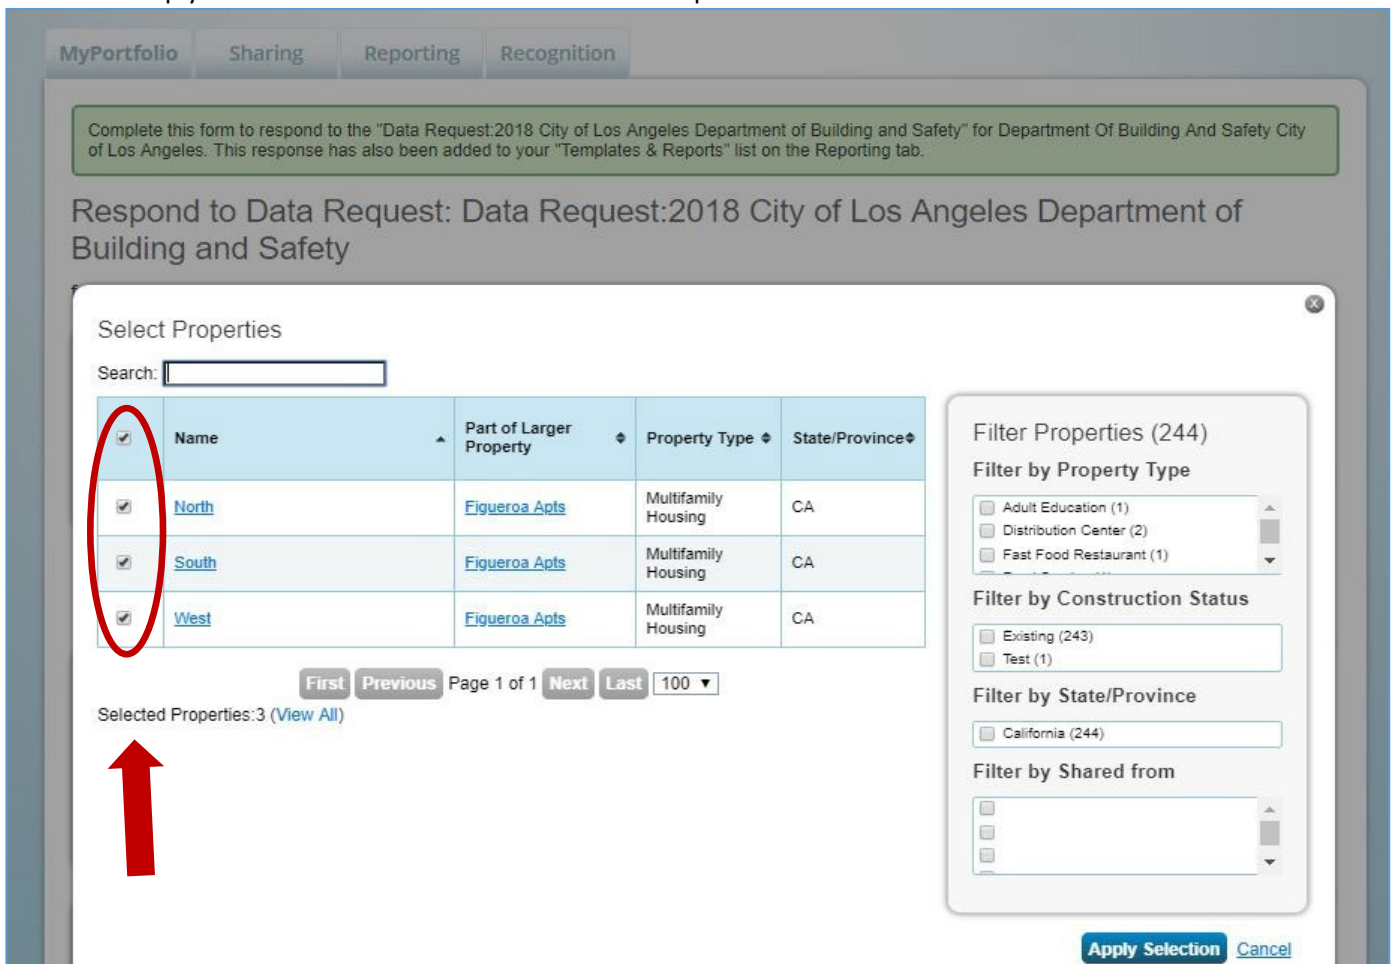 MyPortfolio Sharing Reporting Recognition
Complete this form to respond to the "Data Request:2018 City of Los Angeles Department of Building and Safety" for Department Of Building And Safety City
of Los Angeles. This response has also been added to your "Templates & Reports" list on the Reporting tab.
Respond to Data Request: Data Request:2018 City of Los Angeles Department of
Building and Safety
Select Properties
Search:
Name Part of Larger Property Property Type State/Province
North Figueroa Apts Multifamily Housing CA
South Figueroa Apts Multifamily Housing CA
West Figueroa Apts Multifamily Housing CA
First Previous Page 1 of 1 Next Last 100
Selected Properties:3 (View All)
Filter Properties (244)
Filter by Property Type
Adult Education (1)
Distribution Center (2)
Fast Food Restaurant (1)
Filter by Construction Status
Existing (243)
Test (1)
Filter by State/Province
California (244)
Filter by Shared from
Apply Selection Cancel